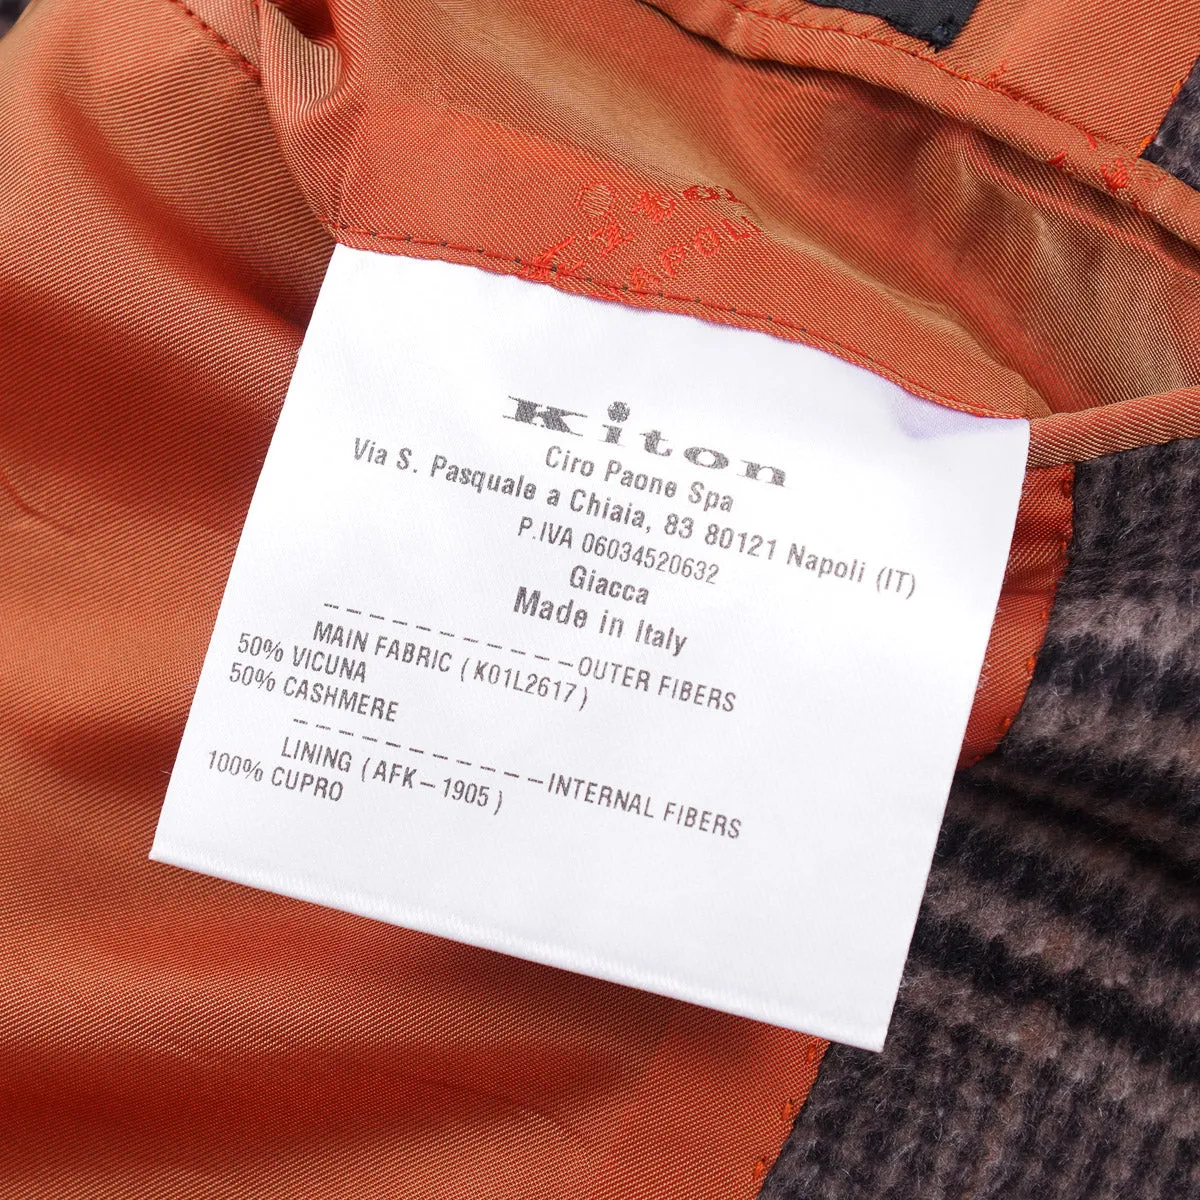 Kiton
Ciro Paone Spa
Via S. Pasquale a Chiaia, 83 80121 Napoli (IT)
P.IVA 06034520632
Giacca
Made in Italy
-----------OUTER FIBERS
MAIN FABRIC (K01L2617)
50% VICUNA
50% CASHMERE
-----------INTERNAL FIBERS
LINING (AFK-1905)
100% CUPRO